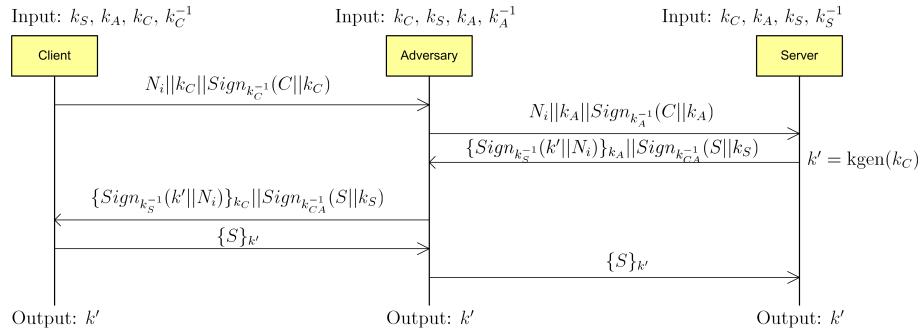 Input: k_S, k_A, k_C, k_C^{-1}
Input: k_C, k_S, k_A, k_A^{-1}
Input: k_C, k_A, k_S, k_S^{-1}
Client
Adversary
Server
N_i||k_C||Sign_{k_C^{-1}}(C||k_C)
N_i||k_A||Sign_{k_A^{-1}}(C||k_A)
{Sign_{k_S^{-1}}(k'||N_i)}_{k_A}||Sign_{k_{CA}^{-1}}(S||k_S)
k' = kgen(k_C)
{Sign_{k_S^{-1}}(k'||N_i)}_{k_C}||Sign_{k_{CA}^{-1}}(S||k_S)
{S}_{k'}
{S}_{k'}
Output: k'
Output: k'
Output: k'